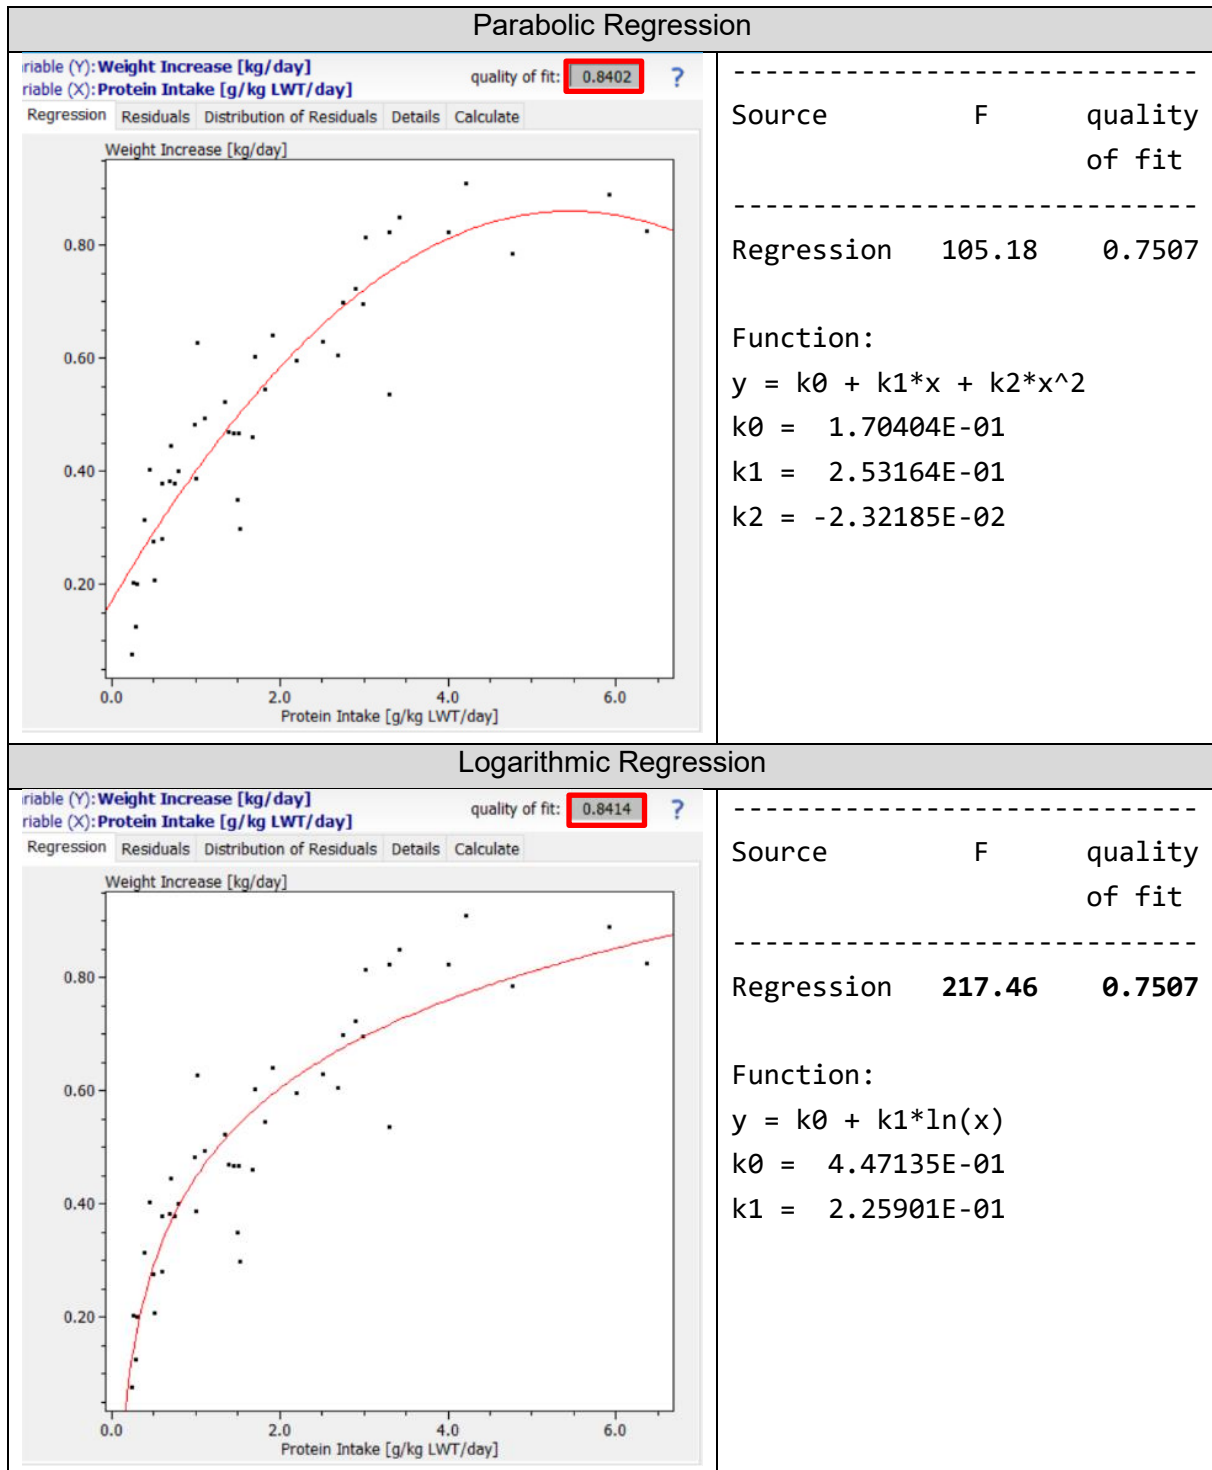 Parabolic Regression
riable (Y): Weight Increase [kg/day]
riable (X): Protein Intake [g/kg LWT/day]
quality of fit: 0.8402 ?
Regression Residuals Distribution of Residuals Details Calculate
Weight Increase [kg/day]
0.80
0.60
0.40
0.20
0.0 2.0 4.0 6.0
Protein Intake [g/kg LWT/day]
-----------------------------
Source F quality
of fit
-----------------------------
Regression 105.18 0.7507
Function:
y = k0 + k1*x + k2*x^2
k0 = 1.70404E-01
k1 = 2.53164E-01
k2 = -2.32185E-02
Logarithmic Regression
riable (Y): Weight Increase [kg/day]
riable (X): Protein Intake [g/kg LWT/day]
quality of fit: 0.8414 ?
Regression Residuals Distribution of Residuals Details Calculate
Weight Increase [kg/day]
0.80
0.60
0.40
0.20
0.0 2.0 4.0 6.0
Protein Intake [g/kg LWT/day]
-----------------------------
Source F quality
of fit
-----------------------------
Regression 217.46 0.7507
Function:
y = k0 + k1*ln(x)
k0 = 4.47135E-01
k1 = 2.25901E-01